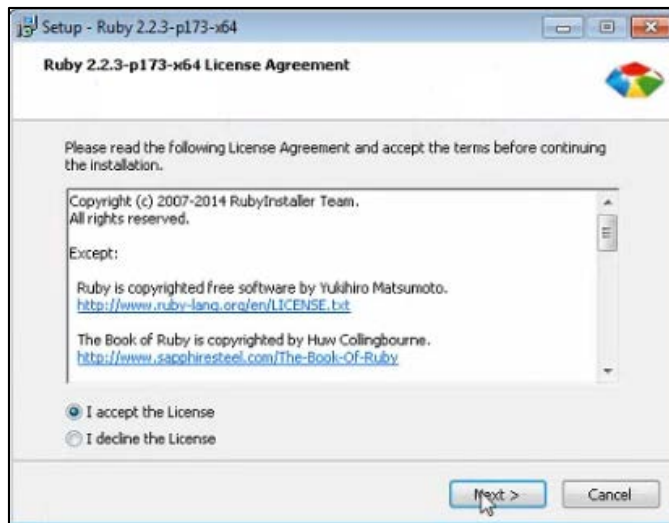 Setup - Ruby 2.2.3-p173-x64
Ruby 2.2.3-p173-x64 License Agreement
Please read the following License Agreement and accept the terms before continuing
the installation.
Copyright (c) 2007-2014 RubyInstaller Team.
All rights reserved.
Except:
Ruby is copyrighted free software by Yukihiro Matsumoto.
http://www.ruby-lang.org/en/LICENSE.txt
The Book of Ruby is copyrighted by Huw Collingbourne.
http://www.sapphiresteel.com/The-Book-Of-Ruby
I accept the License
I decline the License
Next >
Cancel